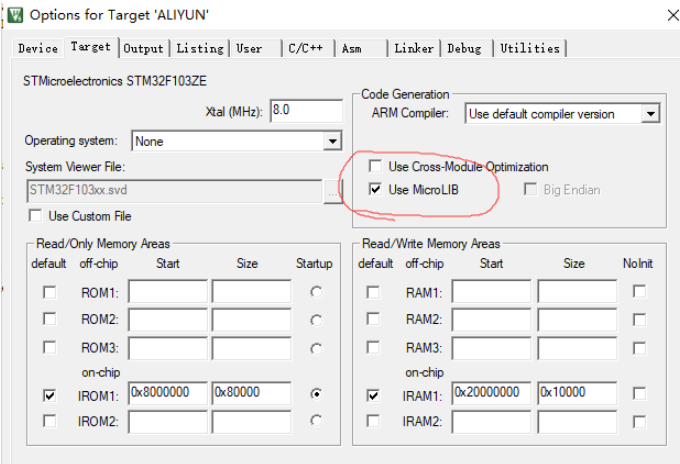 Options for Target 'ALIYUN'
Device Target Output Listing User C/C++ Asm Linker Debug Utilities
STMicroelectronics STM32F103ZE
Xtal (MHz): 8.0
Operating system: None
System Viewer File:
STM32F103xx.svd ...
Use Custom File
Code Generation
ARM Compiler: Use default compiler version
Use Cross-Module Optimization
Use MicroLIB Big Endian
Read/Only Memory Areas
default off-chip Start Size Startup
ROM1:
ROM2:
ROM3:
on-chip
IROM1: 0x8000000 0x80000
IROM2:
Read/Write Memory Areas
default off-chip Start Size NoInit
RAM1:
RAM2:
RAM3:
on-chip
IRAM1: 0x20000000 0x10000
IRAM2: